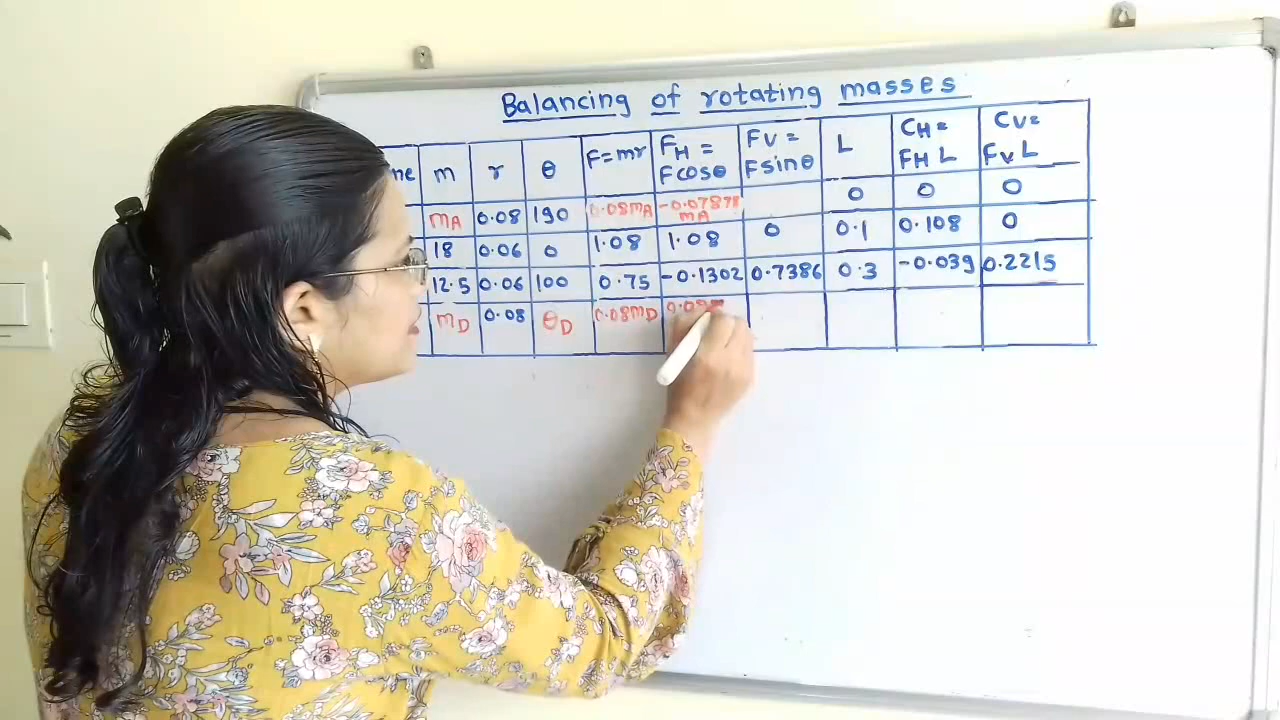 Balancing of rotating masses
ne m r θ F=mr FH = Fcosθ FV = Fsinθ L CH = FH L CV= FV L
mA 0.08 190 0.08mA -0.07878 mA 0 0 0
18 0.06 0 1.08 1.08 0 0.1 0.108 0
12.5 0.06 100 0.75 -0.1302 0.7386 0.3 -0.039 0.2215
mD 0.08 θD 0.08mD